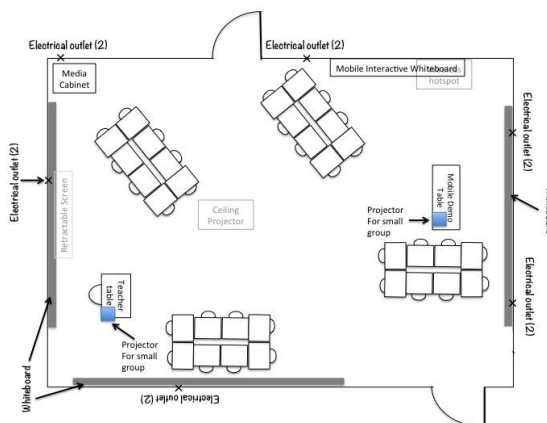 Electrical outlet (2)
Electrical outlet (2)
Media
Cabinet
Mobile Interactive Whiteboard
hotspot
Electrical outlet (2)
Electrical outlet (2)
Retractable Screen
Ceiling
Projector
Mobile Demo
Table
Projector
For small
group
Teacher
table
Projector
For small
group
Electrical outlet (2)
Whiteboard
Electrical outlet (2)